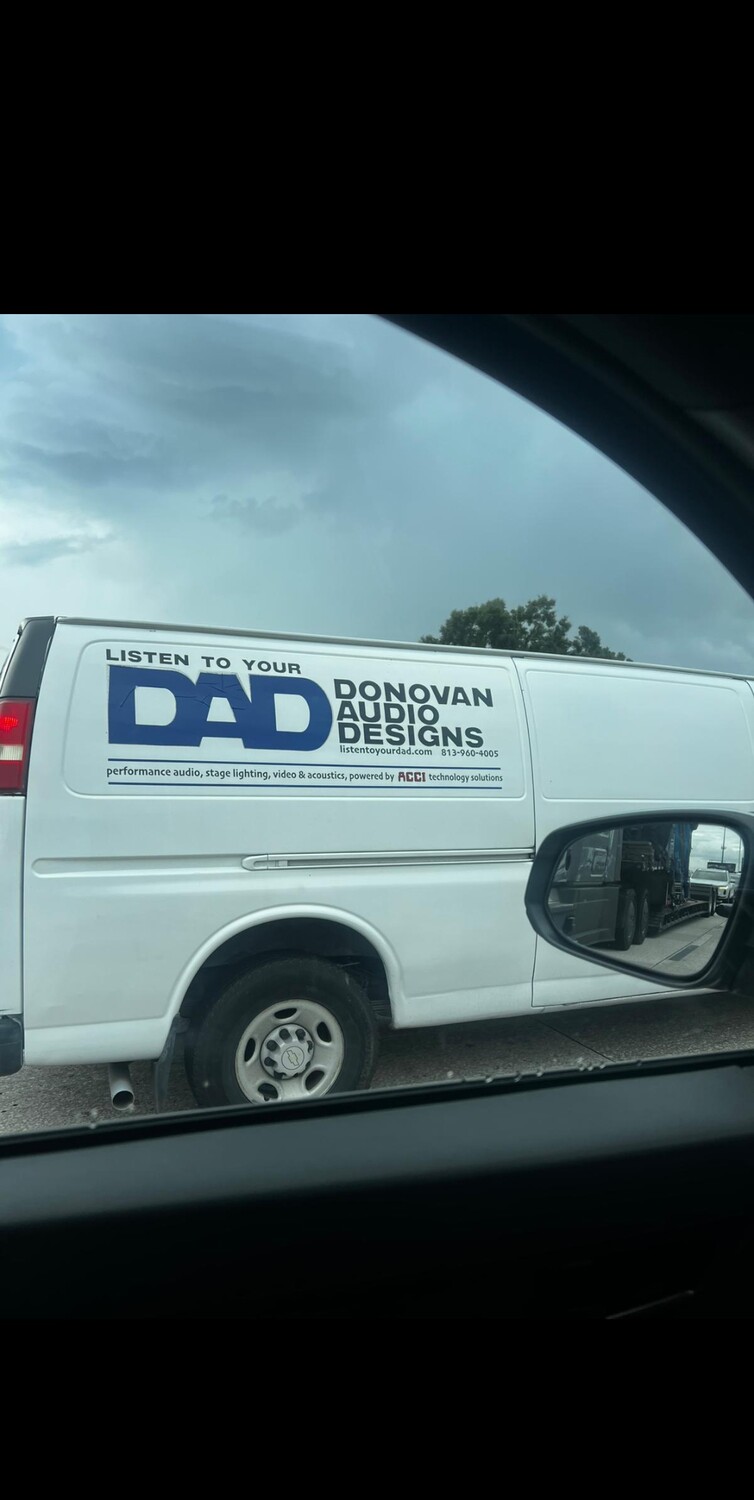 LISTEN TO YOUR
DAD
DONOVAN
AUDIO
DESIGNS
listentoyourdad.com 813-960-4005
performance audio, stage lighting, video & acoustics, powered by ACCI technology solutions